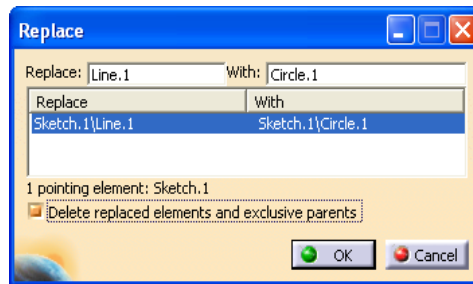 Replace
Replace: Line.1 With: Circle.1
Replace With
Sketch.1\Line.1 Sketch.1\Circle.1
1 pointing element: Sketch.1
Delete replaced elements and exclusive parents
OK Cancel